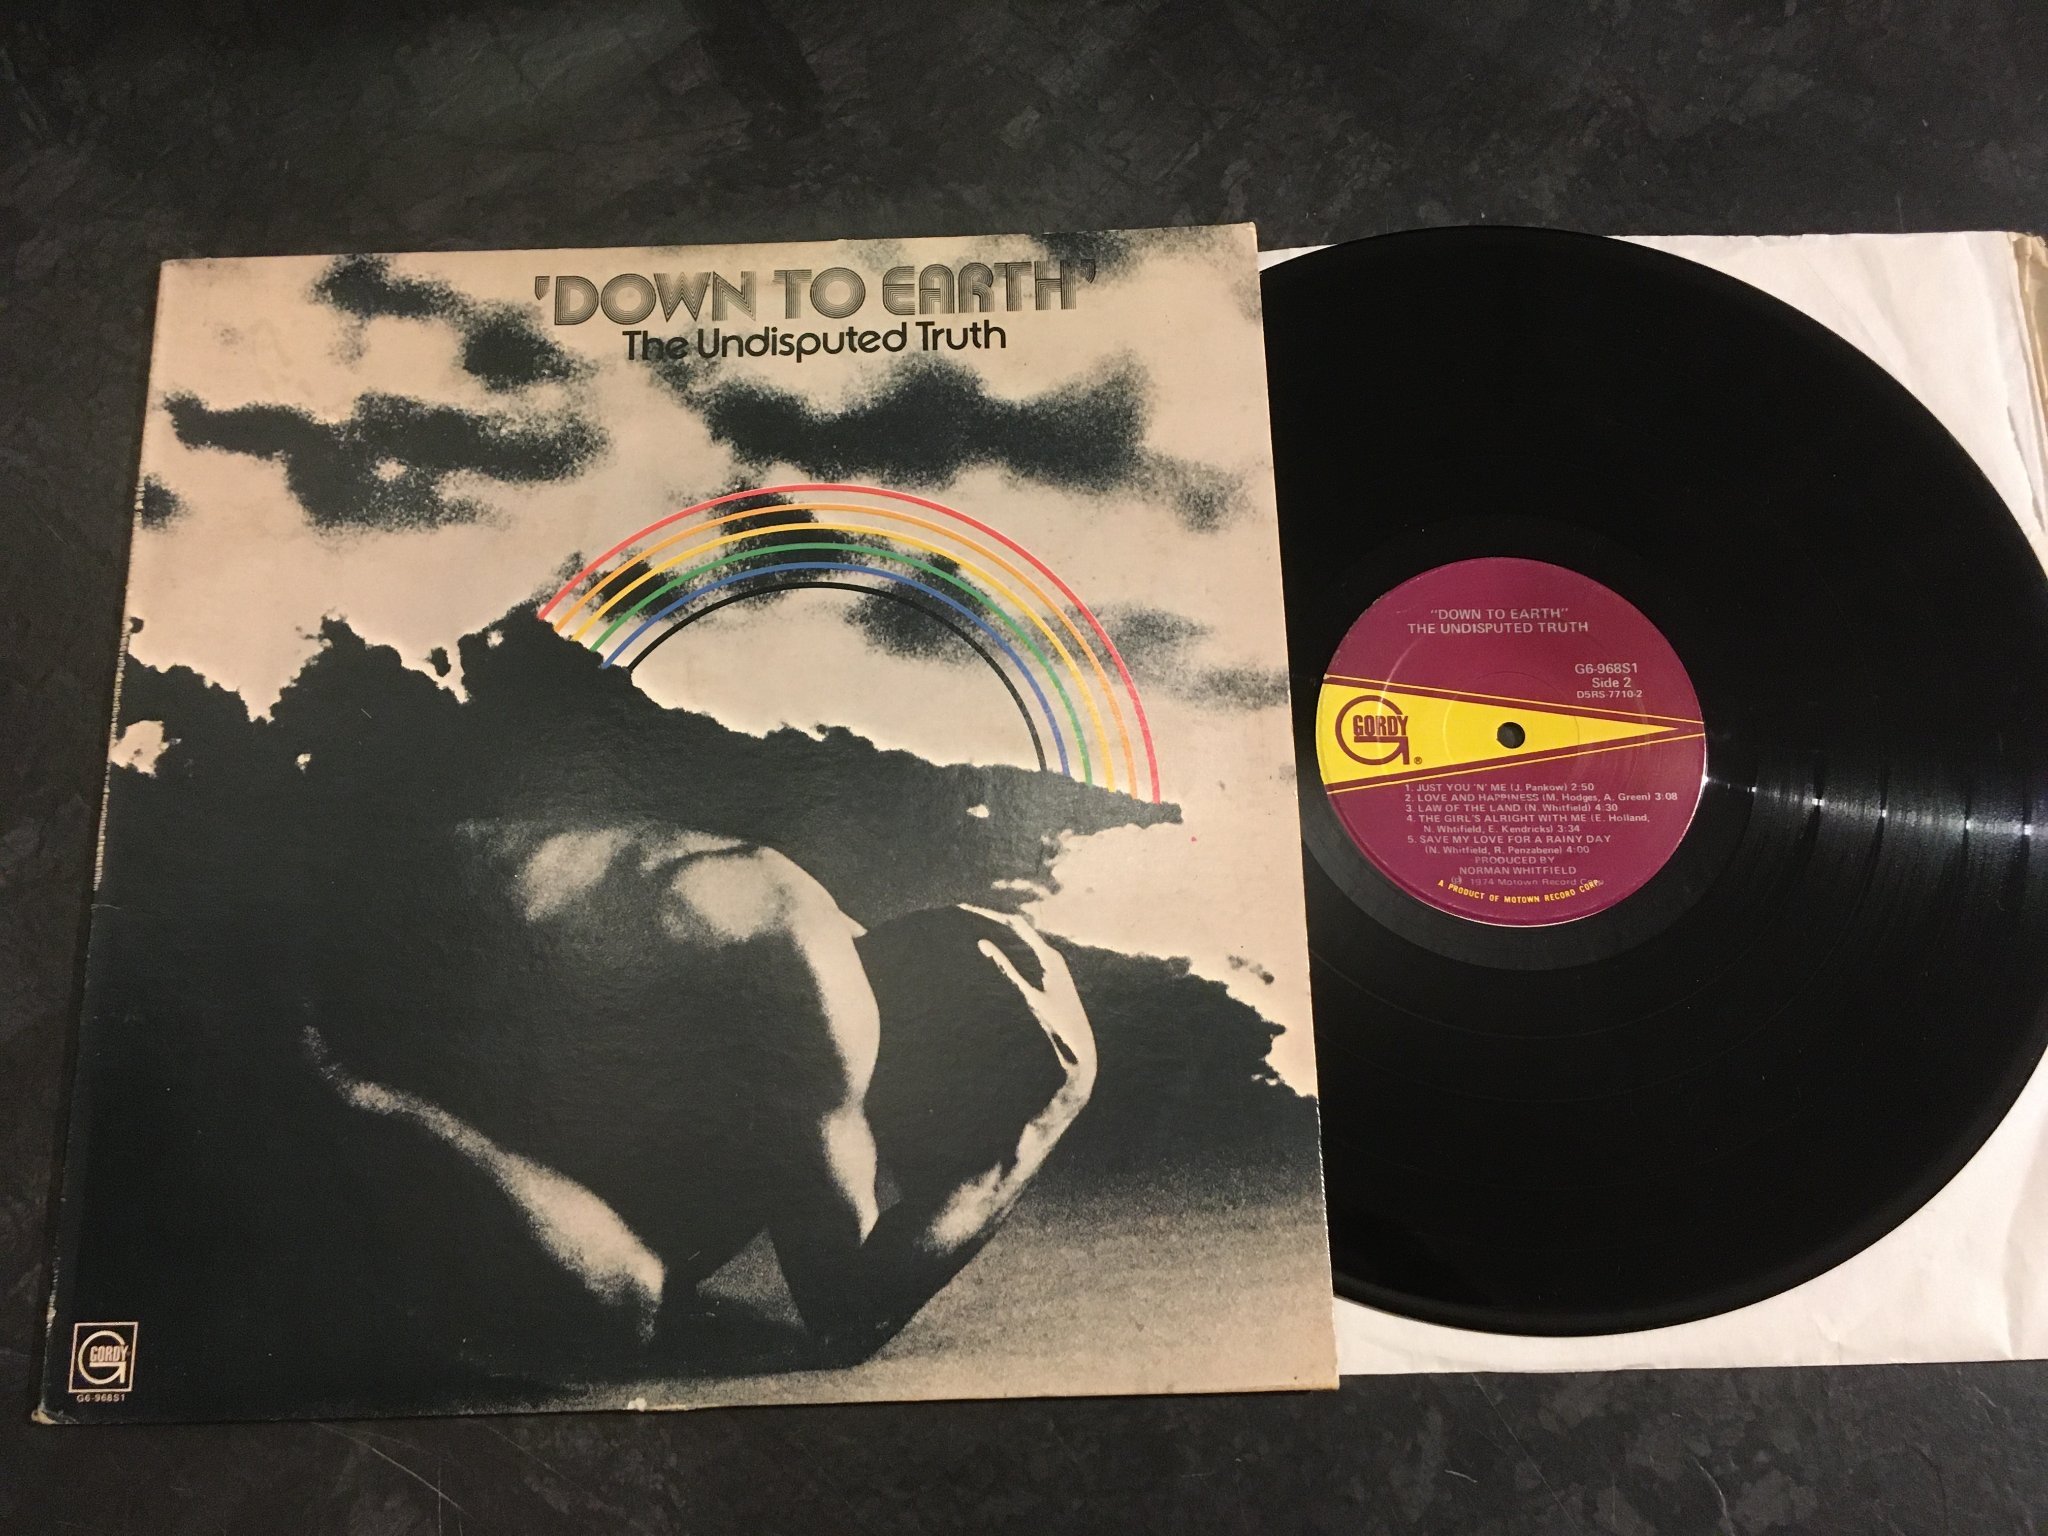 'DOWN TO EARTH'
The Undisputed Truth
GORDY
G6-968S1
"DOWN TO EARTH"
THE UNDISPUTED TRUTH
G6-968S1
Side 2
D5RS-7710-2
GORDY
®
1. JUST YOU 'N' ME (J. Pankow) 2:50
2. LOVE AND HAPPINESS (M. Hodges, A. Green) 3:08
3. LAW OF THE LAND (N. Whitfield) 4:30
4. THE GIRL'S ALRIGHT WITH ME (E. Holland,
N. Whitfield, E. Kendricks) 3:34
5. SAVE MY LOVE FOR A RAINY DAY
(N. Whitfield, R. Penzabene) 4:00
PRODUCED BY
NORMAN WHITFIELD
℗ 1974 Motown Record Corp.
A PRODUCT OF MOTOWN RECORD CORP.